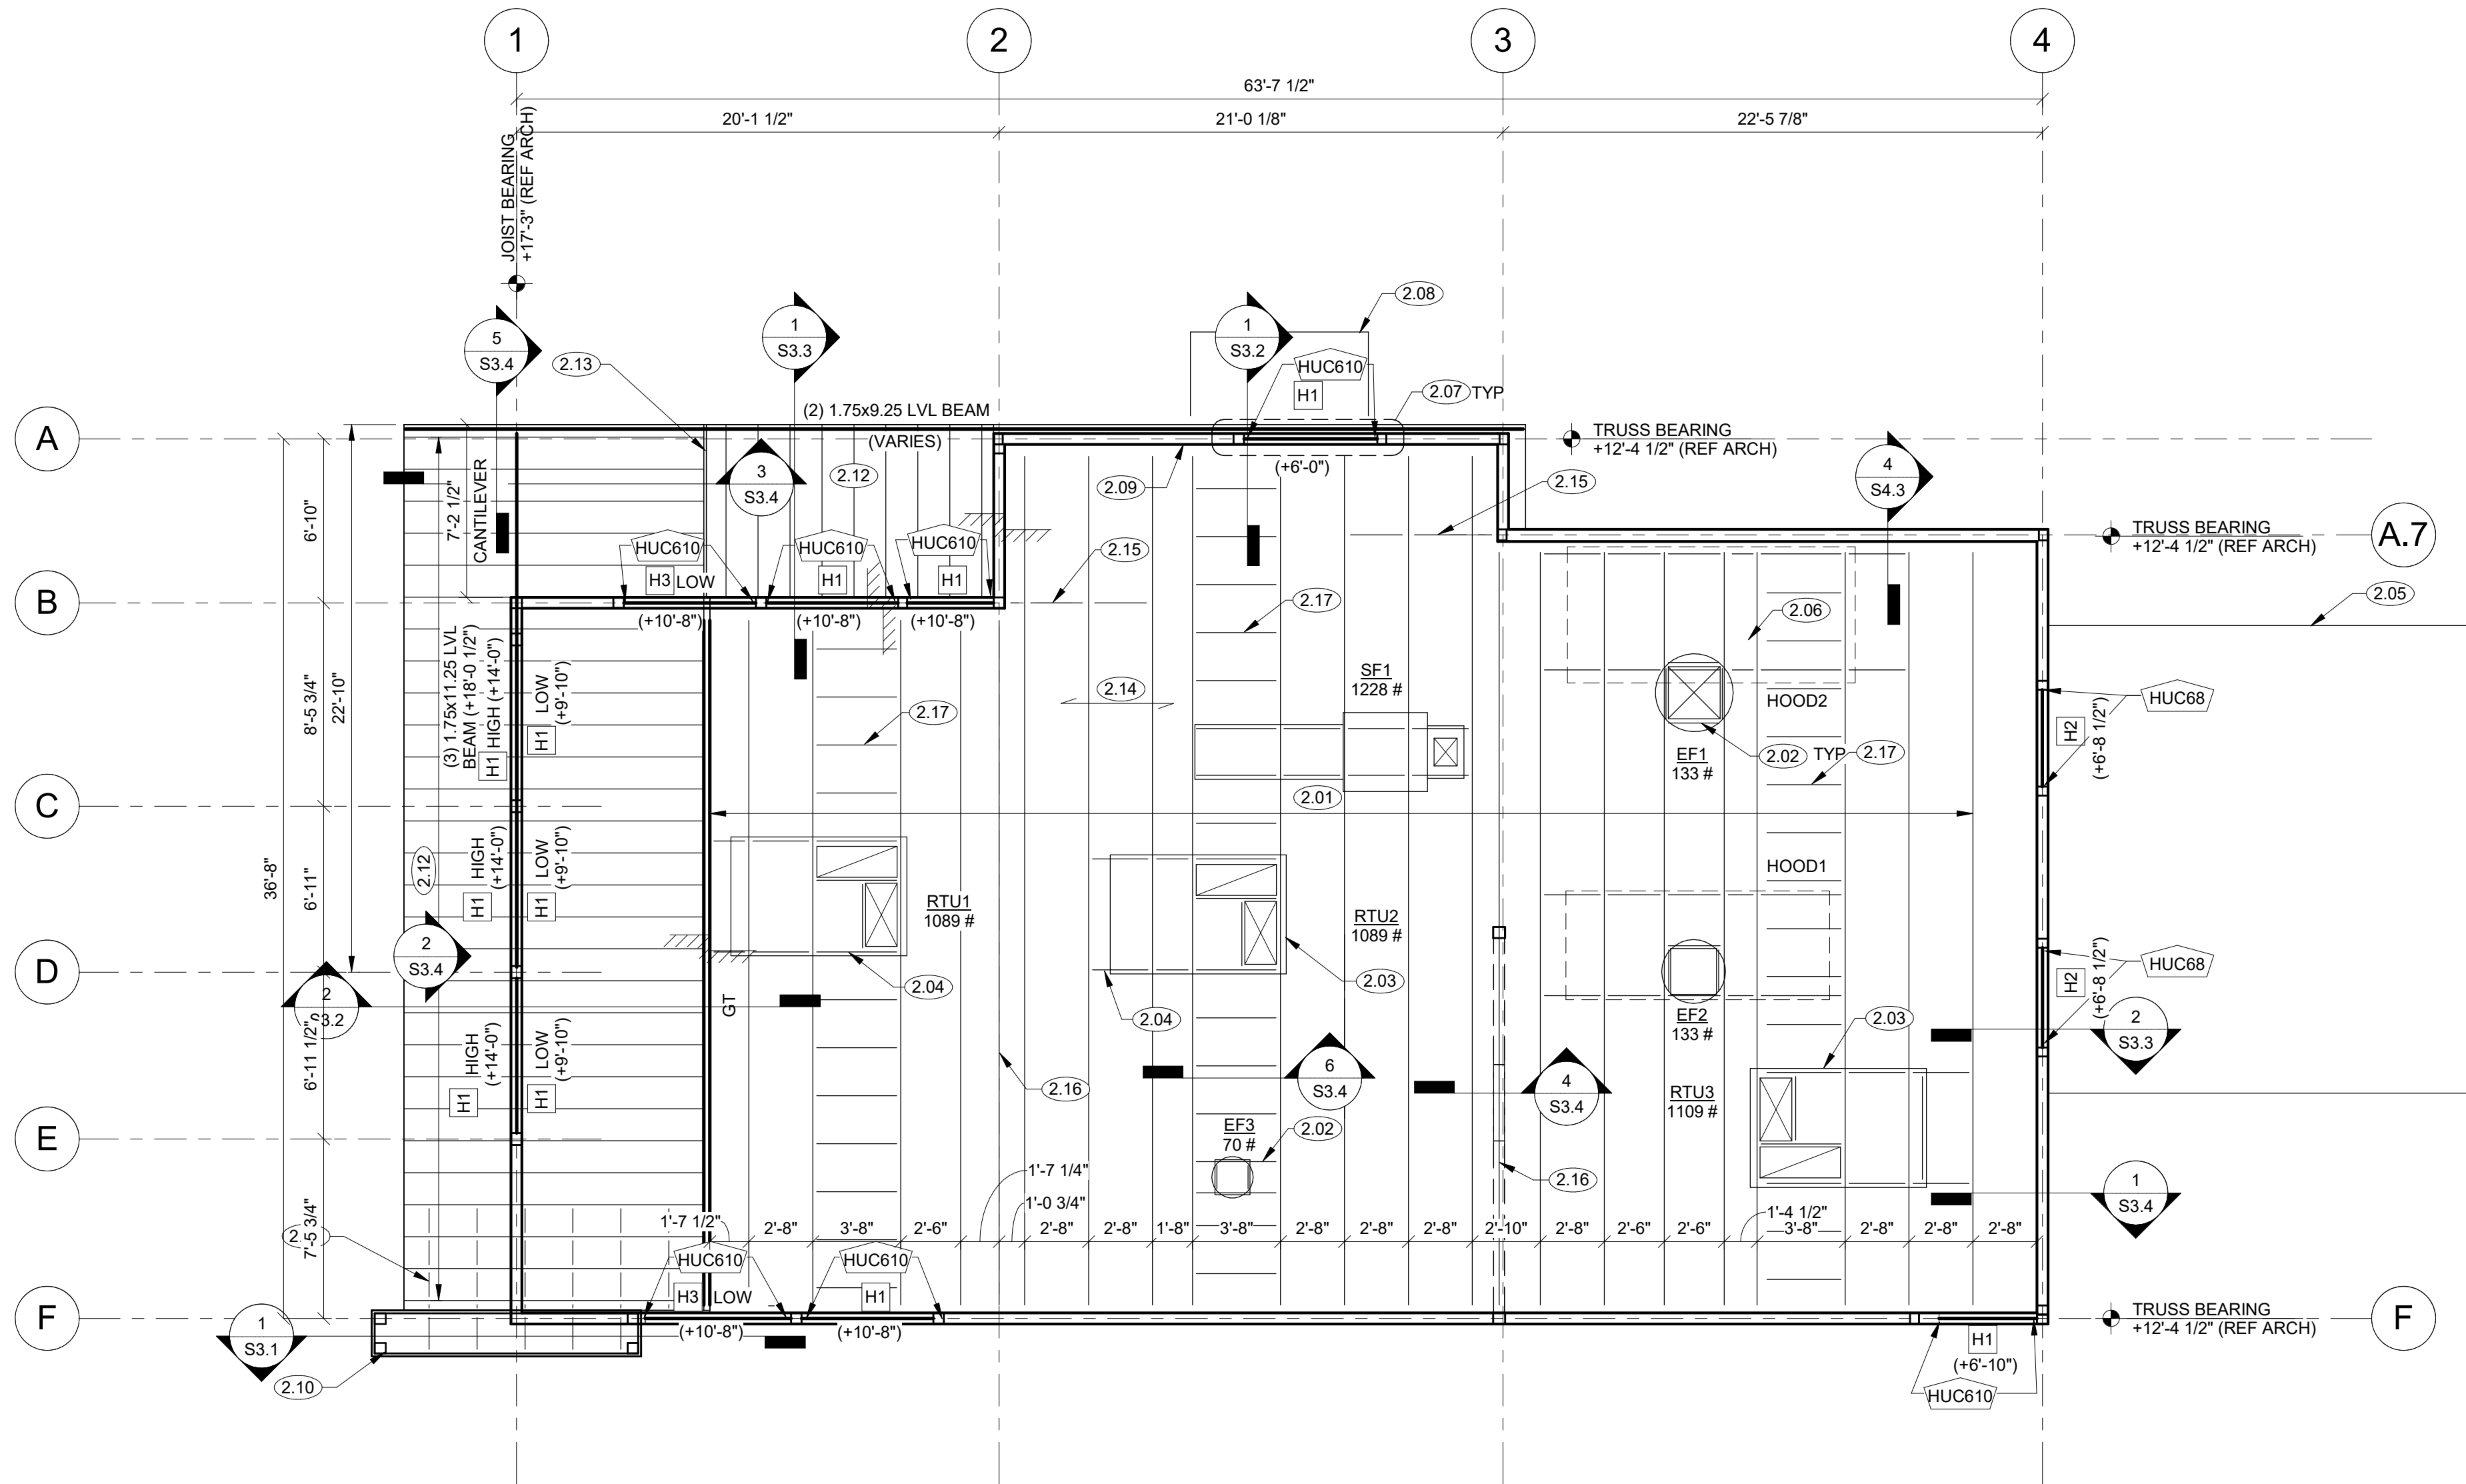 1
2
3
4
63'-7 1/2"
20'-1 1/2"
21'-0 1/8"
22'-5 7/8"
JOIST BEARING
+17'-3" (REF ARCH)
5
S3.4
2.13
1
S3.3
1
S3.2
2.08
HUC610
H1
2.07 TYP
(2) 1.75x9.25 LVL BEAM
(VARIES)
A
TRUSS BEARING
+12'-4 1/2" (REF ARCH)
(+6'-0")
4
S4.3
3
S3.4
2.12
2.09
2.15
6'-10"
7'-2 1/2"
CANTILEVER
TRUSS BEARING
+12'-4 1/2" (REF ARCH)
A.7
HUC610
HUC610
HUC610
2.15
H3 LOW
H1
H1
B
(+10'-8")
(+10'-8")
(+10'-8")
2.17
2.06
2.05
8'-5 3/4"
22'-10"
(3) 1.75x11.25 LVL
BEAM (+18'-0 1/2")
H1 HIGH (+14'-0")
LOW
(+9'-10")
H1
2.14
2.17
SF1
1228 #
HOOD2
HUC68
H2
(+6'-8 1/2")
EF1
133 #
2.02 TYP
2.17
C
2.01
36'-8"
6'-11"
2.12
HIGH
(+14'-0")
H1
LOW
(+9'-10")
H1
HOOD1
RTU1
1089 #
RTU2
1089 #
2
S3.4
D
2.04
2.03
HUC68
H2
(+6'-8 1/2")
2
3.2
GT
2.04
EF2
133 #
2.03
2
S3.3
6'-11 1/2"
HIGH
(+14'-0")
H1
LOW
(+9'-10")
H1
2.16
6
S3.4
4
S3.4
RTU3
1109 #
E
EF3
70 #
2.02
2.16
1'-7 1/4"
1'-0 3/4"
1
S3.4
7'-5 3/4"
2.
1'-7 1/2"
2'-8"
3'-8"
2'-6"
2'-8"
2'-8"
1'-8"
3'-8"
2'-8"
2'-8"
2'-8"
2'-10"
2'-8"
2'-6"
2'-6"
1'-4 1/2"
3'-8"
2'-8"
2'-8"
2'-8"
HUC610
HUC610
H3 LOW
H1
F
(+10'-8")
(+10'-8")
TRUSS BEARING
+12'-4 1/2" (REF ARCH)
F
1
S3.1
H1
(+6'-10")
2.10
HUC610